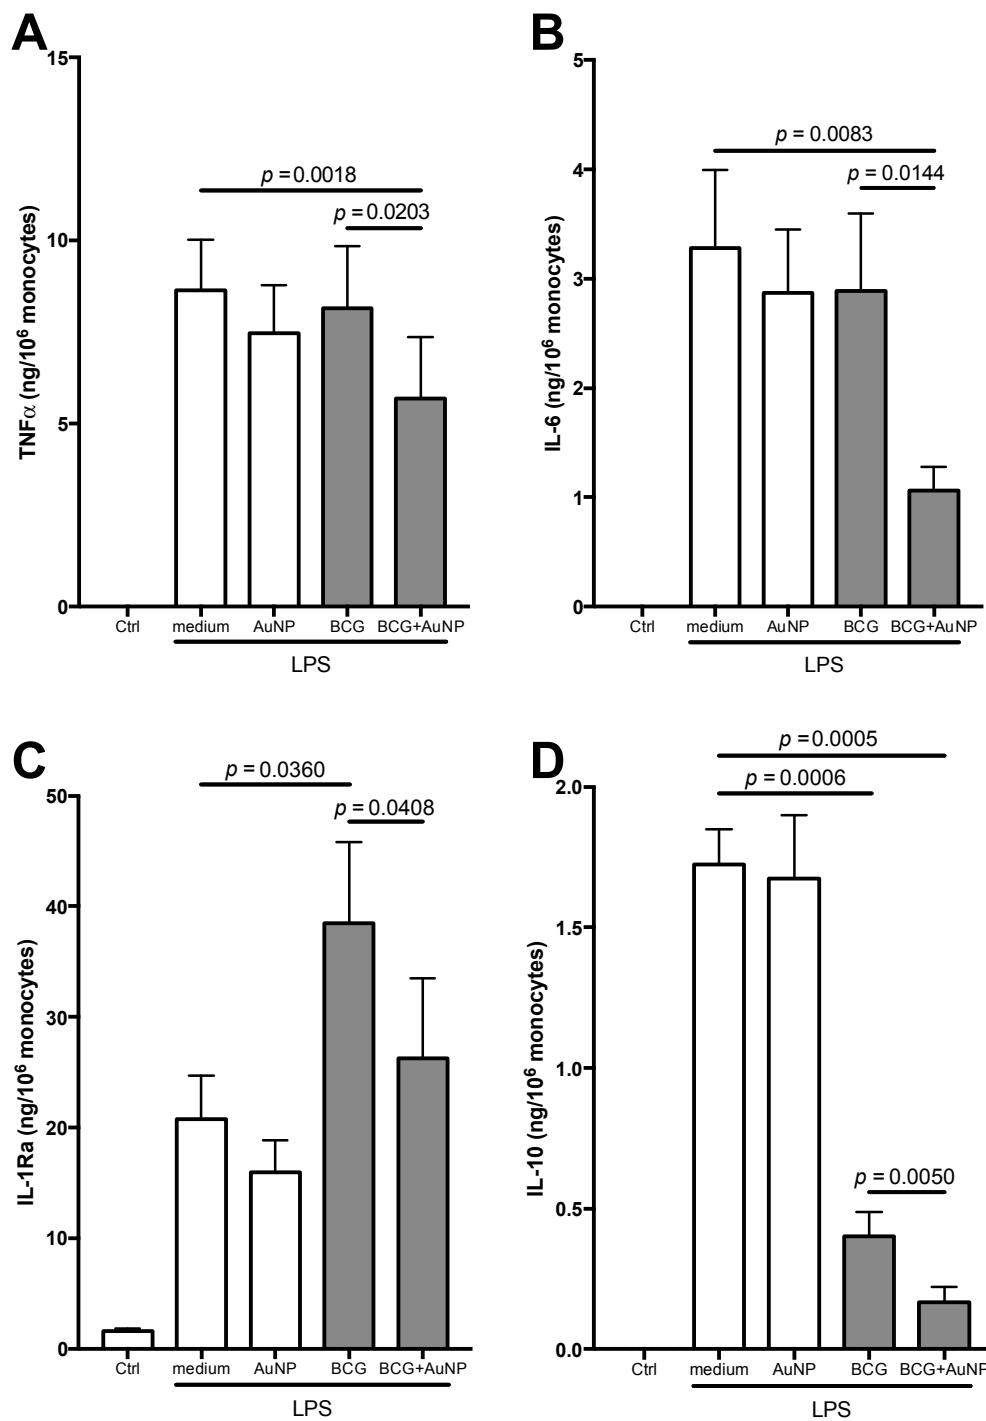 A
TNFα (ng/10⁶ monocytes)
15
10
5
0
p = 0.0018
p = 0.0203
Ctrl medium AuNP BCG BCG+AuNP
LPS
B
IL-6 (ng/10⁶ monocytes)
5
4
3
2
1
0
p = 0.0083
p = 0.0144
Ctrl medium AuNP BCG BCG+AuNP
LPS
C
IL-1Ra (ng/10⁶ monocytes)
50
40
30
20
10
0
p = 0.0360
p = 0.0408
Ctrl medium AuNP BCG BCG+AuNP
LPS
D
IL-10 (ng/10⁶ monocytes)
2.0
1.5
1.0
0.5
0.0
p = 0.0005
p = 0.0006
p = 0.0050
Ctrl medium AuNP BCG BCG+AuNP
LPS